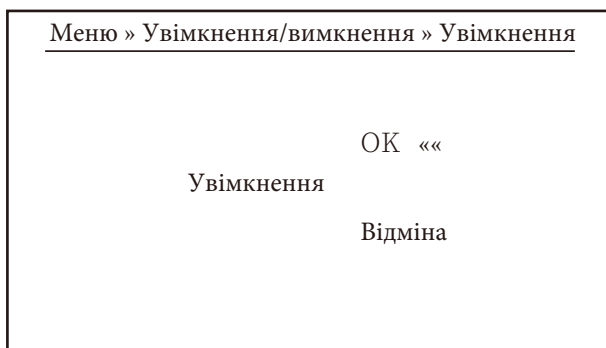 Меню » Увімкнення/вимкнення » Увімкнення
OK ««
Увімкнення
Відміна